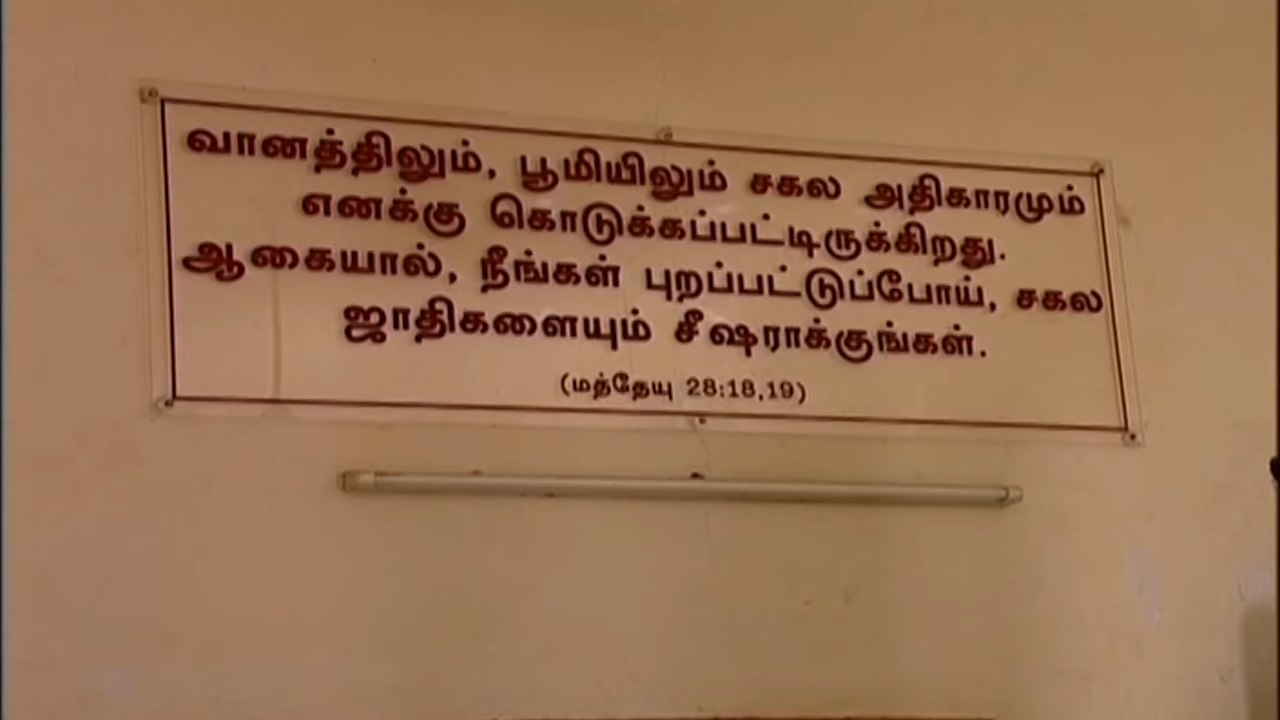 வானத்திலும், பூமியிலும் சகல அதிகாரமும்
எனக்கு கொடுக்கப்பட்டிருக்கிறது.
ஆகையால், நீங்கள் புறப்பட்டுப்போய், சகல
ஜாதிகளையும் சீஷராக்குங்கள்.
(மத்தேயு 28:18,19)